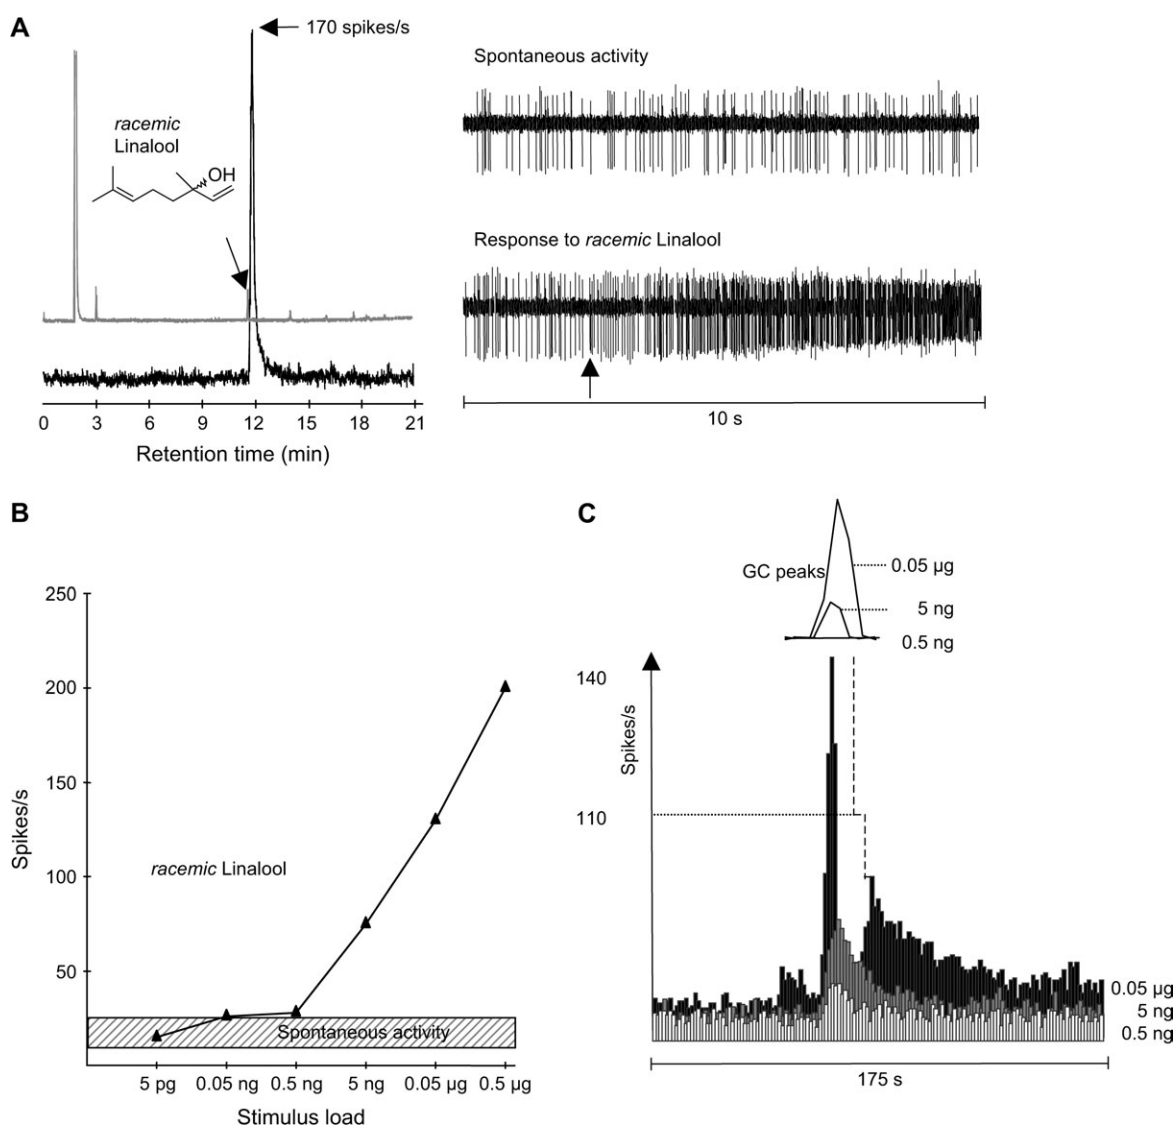 A
170 spikes/s
racemic
Linalool
OH
0 3 6 9 12 15 18 21
Retention time (min)
Spontaneous activity
Response to racemic Linalool
10 s
B
250
200
150
100
50
Spikes/s
racemic Linalool
Spontaneous activity
5 pg 0.05 ng 0.5 ng 5 ng 0.05 µg 0.5 µg
Stimulus load
C
GC peaks
0.05 µg
5 ng
0.5 ng
140
110
Spikes/s
0.05 µg
5 ng
0.5 ng
175 s